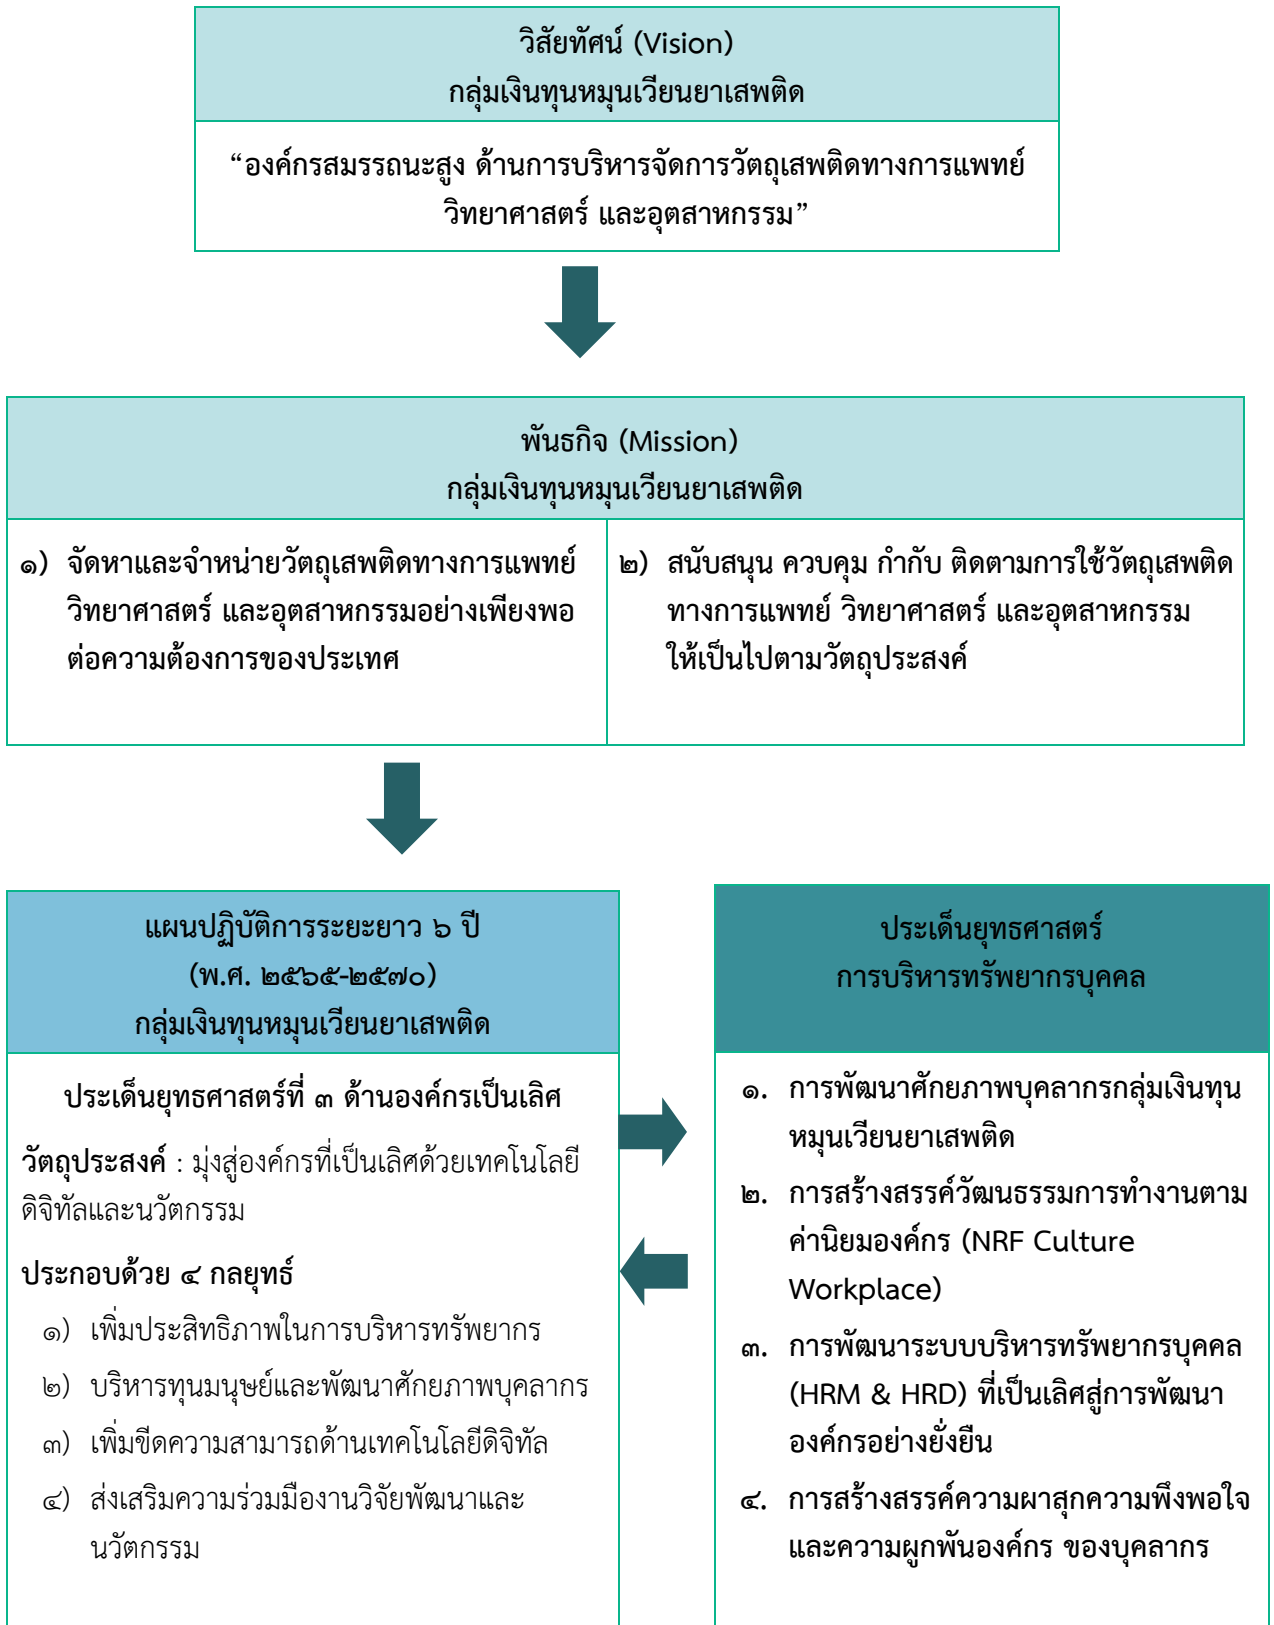 วิสัยทัศน์ (Vision)
กลุ่มเงินทุนหมุนเวียนยาเสพติด
“องค์กรสมรรถนะสูง ด้านการบริหารจัดการวัตถุเสพติดทางการแพทย์
วิทยาศาสตร์ และอุตสาหกรรม”
พันธกิจ (Mission)
กลุ่มเงินทุนหมุนเวียนยาเสพติด
๑) จัดหาและจำหน่ายวัตถุเสพติดทางการแพทย์
วิทยาศาสตร์ และอุตสาหกรรมอย่างเพียงพอ
ต่อความต้องการของประเทศ
๒) สนับสนุน ควบคุม กำกับ ติดตามการใช้วัตถุเสพติด
ทางการแพทย์ วิทยาศาสตร์ และอุตสาหกรรม
ให้เป็นไปตามวัตถุประสงค์
แผนปฏิบัติการระยะยาว ๖ ปี
(พ.ศ. ๒๕๖๕-๒๕๗๐)
กลุ่มเงินทุนหมุนเวียนยาเสพติด
ประเด็นยุทธศาสตร์ที่ ๓ ด้านองค์กรเป็นเลิศ
วัตถุประสงค์ : มุ่งสู่องค์กรที่เป็นเลิศด้วยเทคโนโลยี
ดิจิทัลและนวัตกรรม
ประกอบด้วย ๔ กลยุทธ์
๑) เพิ่มประสิทธิภาพในการบริหารทรัพยากร
๒) บริหารทุนมนุษย์และพัฒนาศักยภาพบุคลากร
๓) เพิ่มขีดความสามารถด้านเทคโนโลยีดิจิทัล
๔) ส่งเสริมความร่วมมืองานวิจัยพัฒนาและ
นวัตกรรม
ประเด็นยุทธศาสตร์
การบริหารทรัพยากรบุคคล
๑. การพัฒนาศักยภาพบุคลากรกลุ่มเงินทุน
หมุนเวียนยาเสพติด
๒. การสร้างสรรค์วัฒนธรรมการทำงานตาม
ค่านิยมองค์กร (NRF Culture
Workplace)
๓. การพัฒนาระบบบริหารทรัพยากรบุคคล
(HRM & HRD) ที่เป็นเลิศสู่การพัฒนา
องค์กรอย่างยั่งยืน
๔. การสร้างสรรค์ความผาสุกความพึงพอใจ
และความผูกพันองค์กร ของบุคลากร